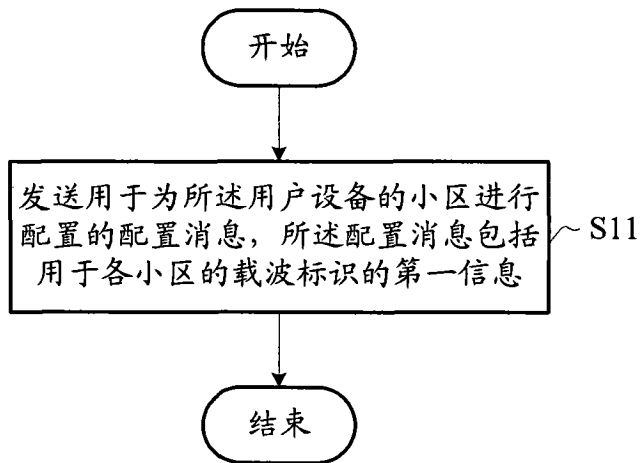 开始
发送用于为所述用户设备的小区进行
配置的配置消息，所述配置消息包括
用于各小区的载波标识的第一信息
S11
结束